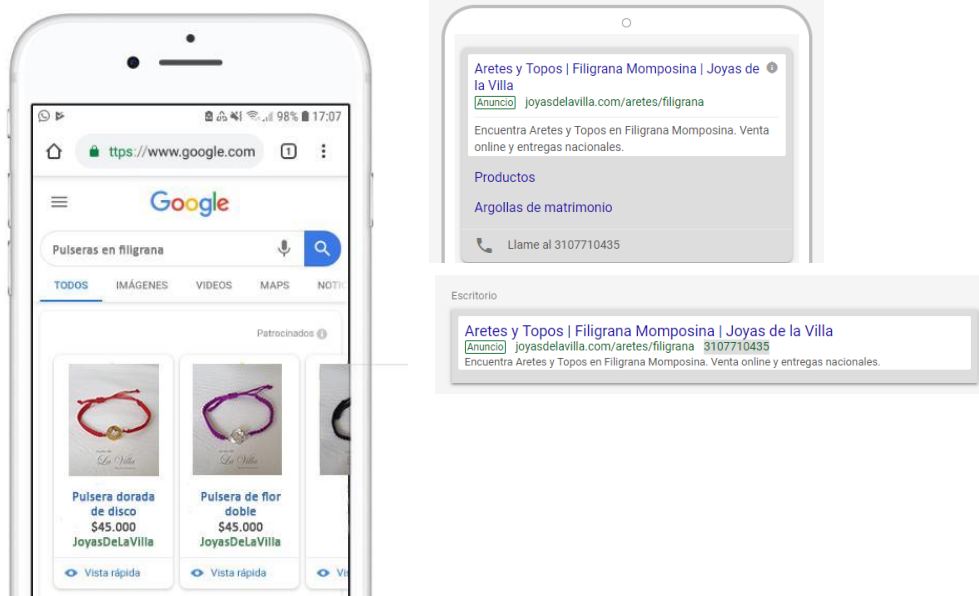 98% 17:07
ttps://www.google.com 1
Google
Pulseras en filigrana
TODOS IMÁGENES VIDEOS MAPS NOTIC
Patrocinados
La Villa La Villa
Pulsera dorada
de disco
$45.000
JoyasDeLaVilla
Vista rápida
Pulsera de flor
doble
$45.000
JoyasDeLaVilla
Vista rápida
Vi
Aretes y Topos | Filigrana Momposina | Joyas de
la Villa
Anuncio joyasdelavilla.com/aretes/filigrana
Encuentra Aretes y Topos en Filigrana Momposina. Venta
online y entregas nacionales.
Productos
Argollas de matrimonio
Llame al 3107710435
Escritorio
Aretes y Topos | Filigrana Momposina | Joyas de la Villa
Anuncio joyasdelavilla.com/aretes/filigrana 3107710435
Encuentra Aretes y Topos en Filigrana Momposina. Venta online y entregas nacionales.